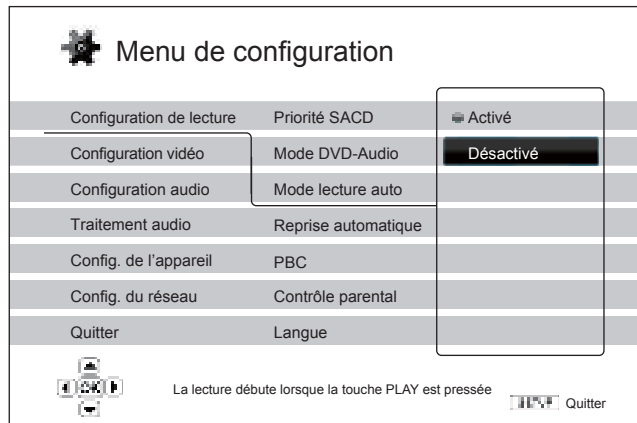 Menu de configuration
Configuration de lecture Priorité SACD Activé
Configuration vidéo Mode DVD-Audio Désactivé
Configuration audio Mode lecture auto
Traitement audio Reprise automatique
Config. de l'appareil PBC
Config. du réseau Contrôle parental
Quitter Langue
OK La lecture débute lorsque la touche PLAY est pressée
Quitter